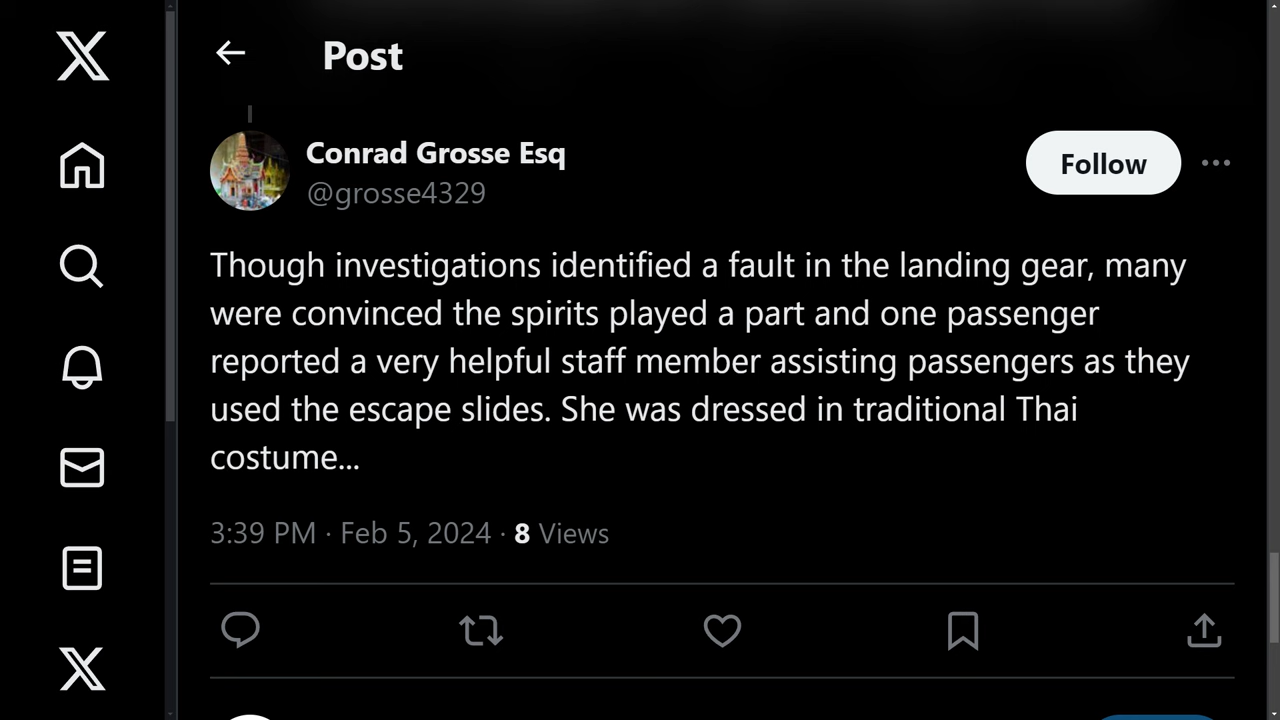 Post
Conrad Grosse Esq
@grosse4329
Follow
Though investigations identified a fault in the landing gear, many
were convinced the spirits played a part and one passenger
reported a very helpful staff member assisting passengers as they
used the escape slides. She was dressed in traditional Thai
costume...
3:39 PM · Feb 5, 2024 · 8 Views